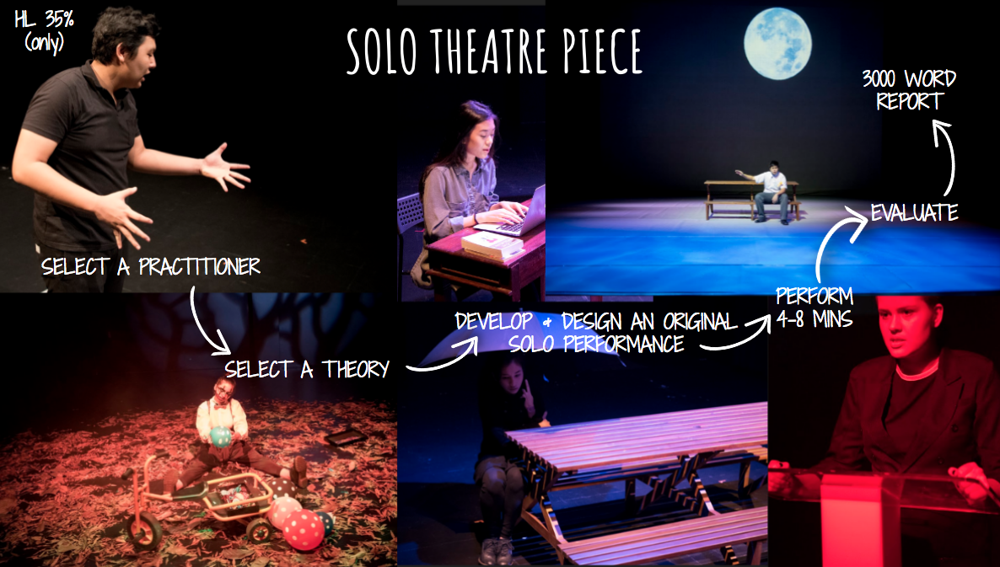 HL 35%
(only)
SOLO THEATRE PIECE
SELECT A PRACTITIONER
SELECT A THEORY
DEVELOP & DESIGN AN ORIGINAL
SOLO PERFORMANCE
PERFORM
4-8 MINS
EVALUATE
3000 WORD
REPORT